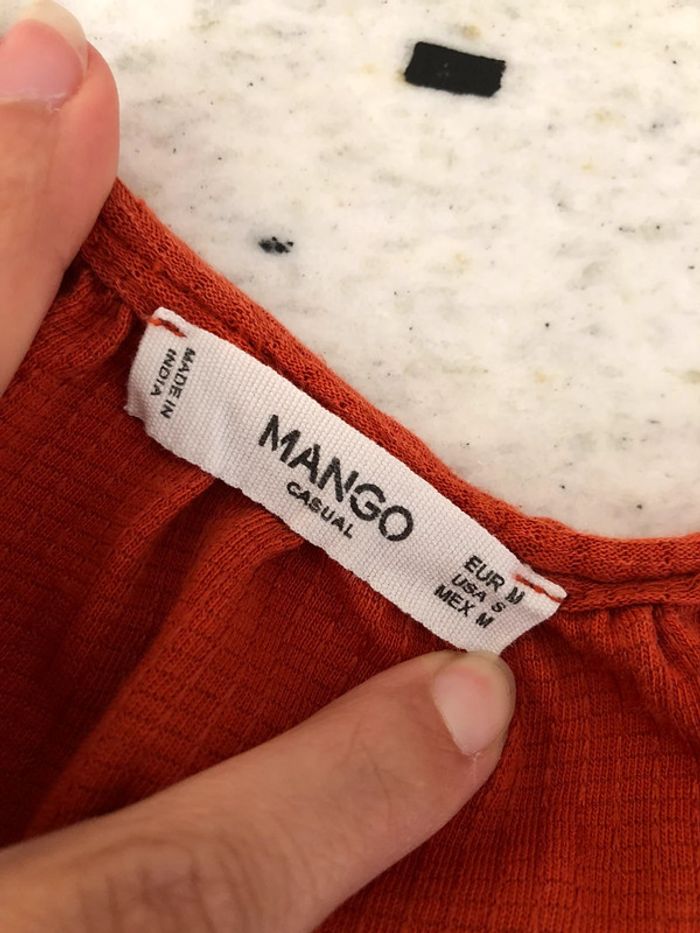 MADE IN
INDIA
MANGO
CASUAL
EUR M
USA S
MEX M